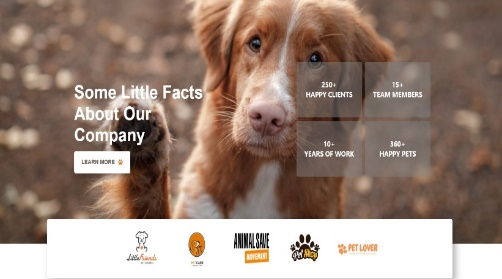 Some Little Facts
About Our
Company
LEARN MORE
250+
HAPPY CLIENTS
15+
TEAM MEMBERS
10+
YEARS OF WORK
360+
HAPPY PETS
Little Friends
ANIMAL SAVE
MOVEMENT
PET LOVER